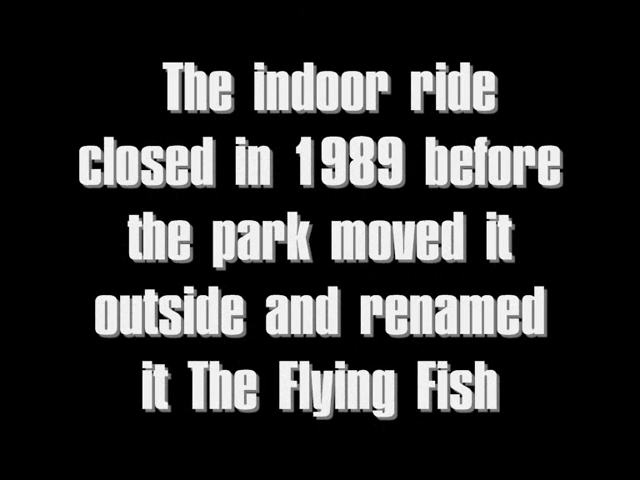 The indoor ride
closed in 1989 before
the park moved it
outside and renamed
it The Flying Fish